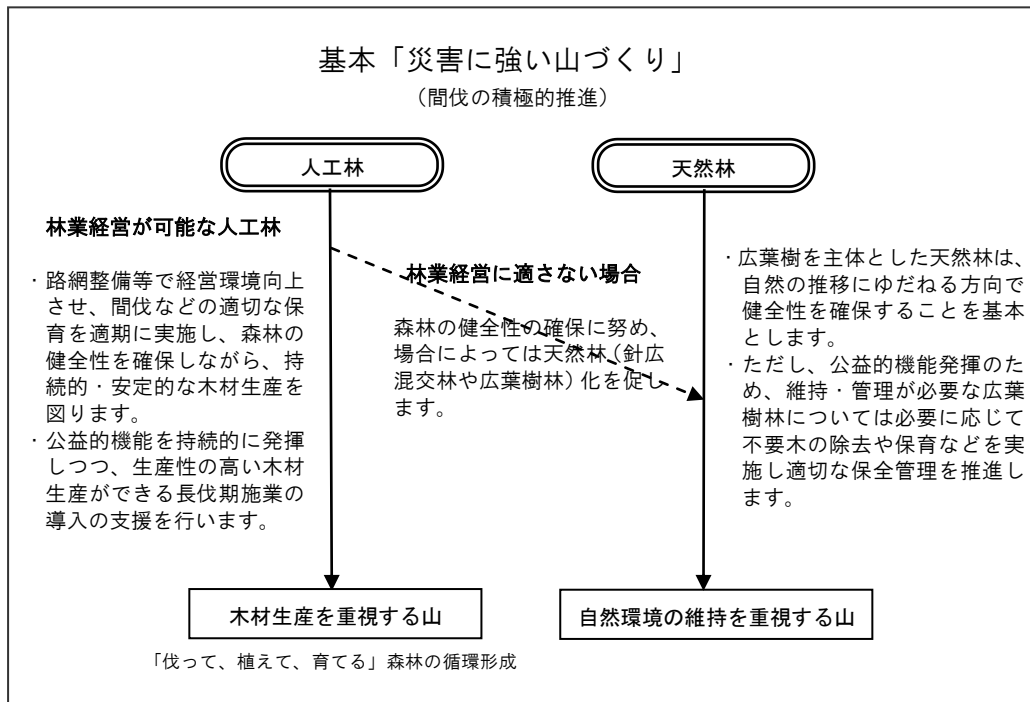 基本「災害に強い山づくり」
（間伐の積極的推進）
人工林
天然林
林業経営が可能な人工林
・路網整備等で経営環境向上
させ、間伐などの適切な保
育を適期に実施し、森林の
健全性を確保しながら、持
続的・安定的な木材生産を
図ります。
・公益的機能を持続的に発揮
しつつ、生産性の高い木材
生産ができる長伐期施業の
導入の支援を行います。
林業経営に適さない場合
森林の健全性の確保に努め、
場合によっては天然林（針広
混交林や広葉樹林）化を促し
ます。
・広葉樹を主体とした天然林は、
自然の推移にゆだねる方向で
健全性を確保することを基本
とします。
・ただし、公益的機能発揮のた
め、維持・管理が必要な広葉
樹林については必要に応じて
不要木の除去や保育などを実
施し適切な保全管理を推進し
ます。
木材生産を重視する山
自然環境の維持を重視する山
「伐って、植えて、育てる」森林の循環形成